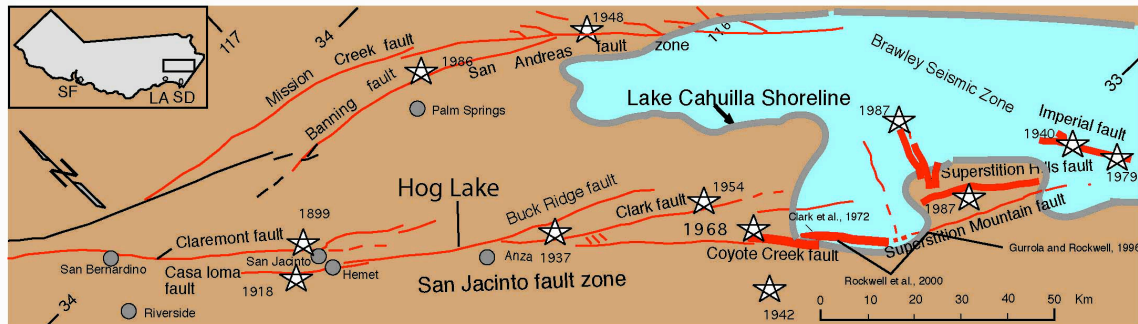 117
34
SF
LA SD
Mission Creek fault
Banning fault
1986
San Andreas fault zone
1948
116
Palm Springs
Lake Cahuilla Shoreline
Brawley Seismic Zone
33
1987
1940
Imperial fault
1979
Superstition Hills fault
1987
Superstition Mountain fault
Gurrola and Rockwell, 1996
Hog Lake
Buck Ridge fault
Clark fault
1954
Clark et al., 1972
1968
Coyote Creek fault
Rockwell et al., 2000
1899
Claremont fault
San Jacinto
San Bernardino
Casa loma
fault
1918
Hemet
Anza
1937
San Jacinto fault zone
1942
Riverside
34
0 10 20 30 40 50 Km